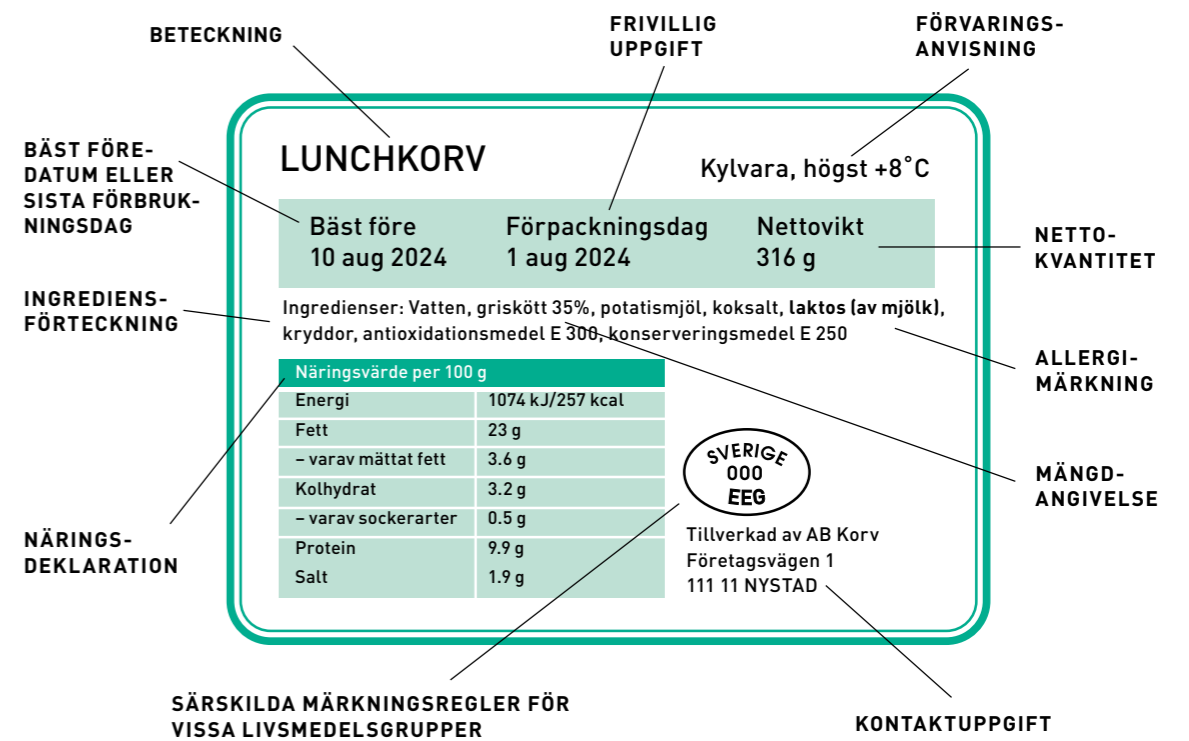 BETECKNING
FRIVILLIG
UPPGIFT
FÖRVARINGS-
ANVISNING
BÄST FÖRE-
DATUM ELLER
SISTA FÖRBRUK-
NINGSDAG
LUNCHKORV
Kylvara, högst +8°C
Bäst före
10 aug 2024
Förpackningsdag
1 aug 2024
Nettovikt
316 g
NETTO-
KVANTITET
INGREDIENS-
FÖRTECKNING
Ingredienser: Vatten, griskött 35%, potatismjöl, koksalt, laktos (av mjölk),
kryddor, antioxidationsmedel E 300, konserveringsmedel E 250
ALLERGI-
MÄRKNING
Näringsvärde per 100 g
Energi 1074 kJ/257 kcal
Fett 23 g
– varav mättat fett 3.6 g
Kolhydrat 3.2 g
– varav sockerarter 0.5 g
Protein 9.9 g
Salt 1.9 g
SVERIGE
000
EEG
MÄNGD-
ANGIVELSE
NÄRINGS-
DEKLARATION
Tillverkad av AB Korv
Företagsvägen 1
111 11 NYSTAD
SÄRSKILDA MÄRKNINGSREGLER FÖR
VISSA LIVSMEDELSGRUPPER
KONTAKTUPPGIFT